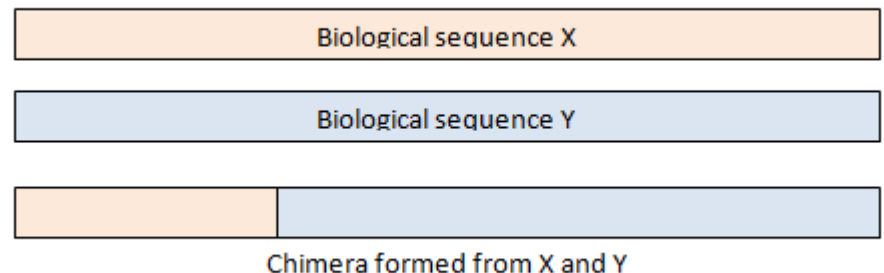 Biological sequence X
Biological sequence Y
Chimera formed from X and Y